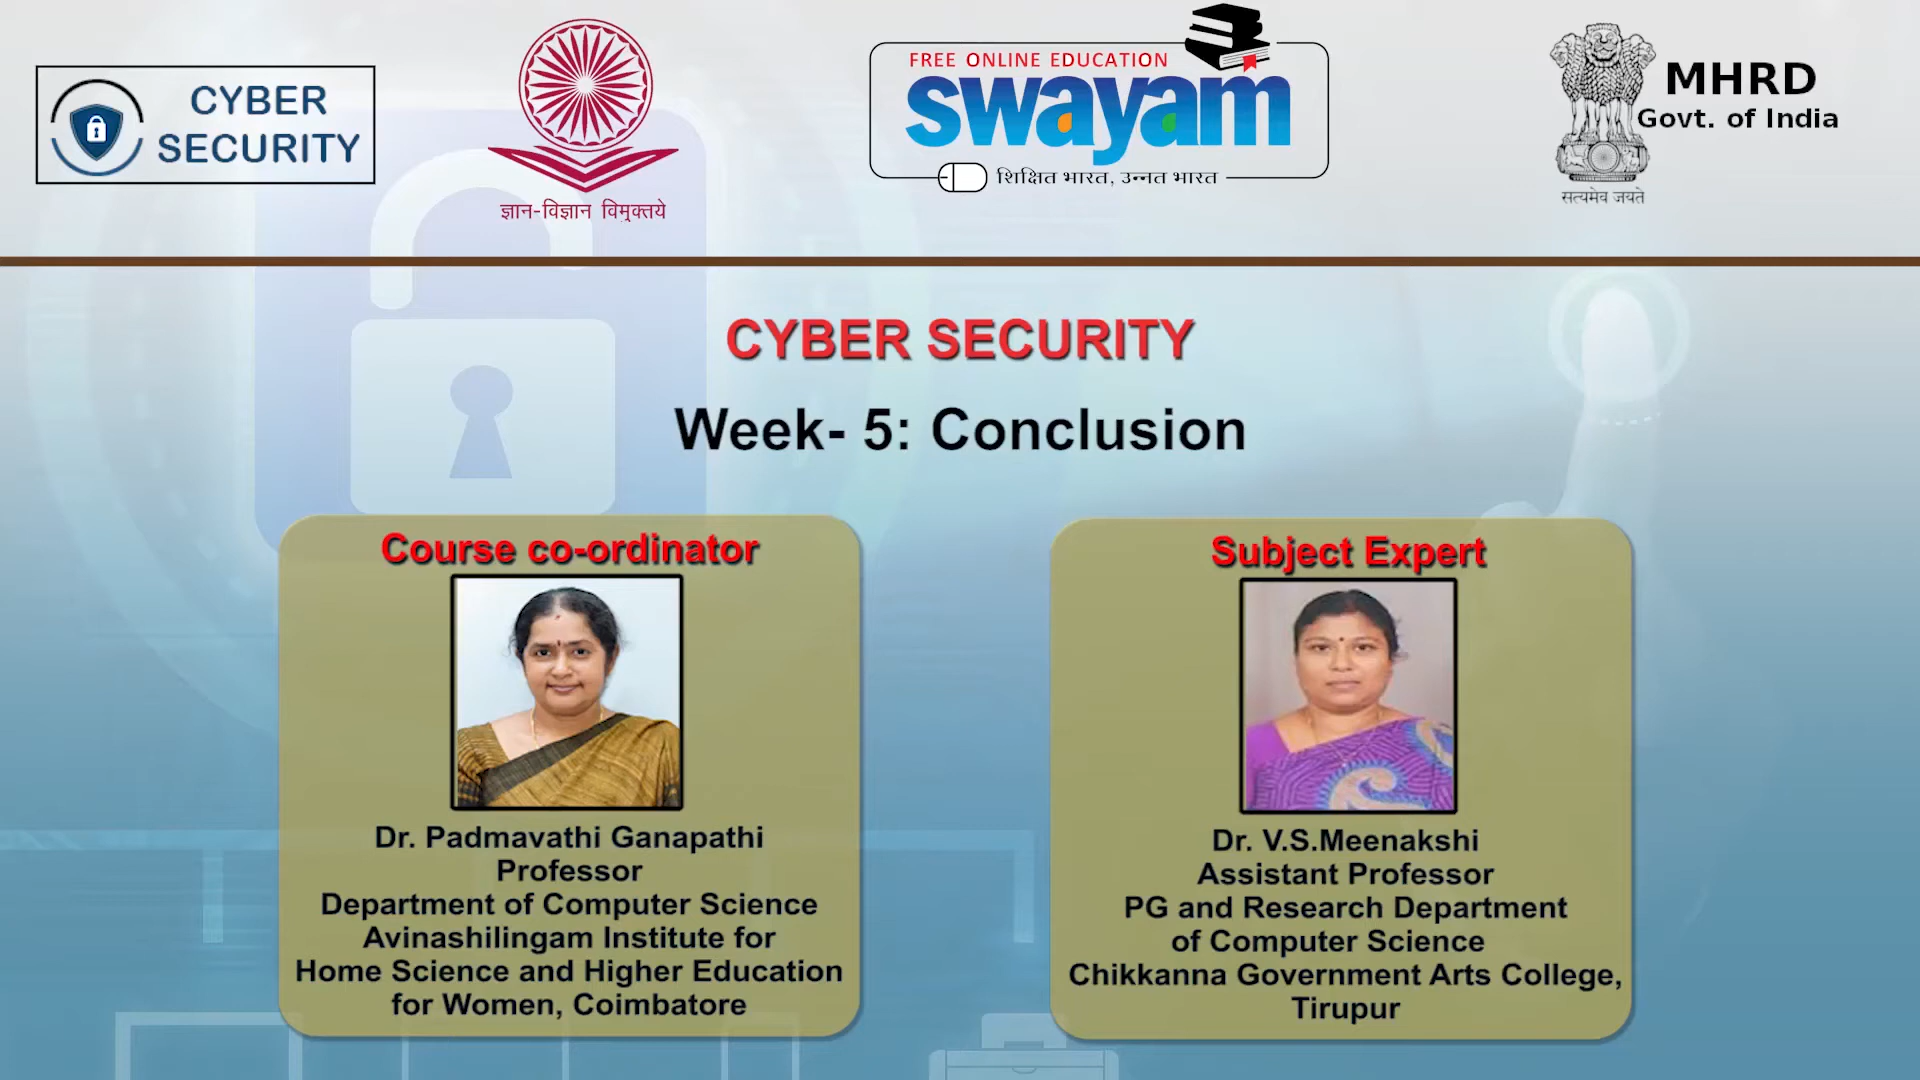 CYBER
SECURITY
ज्ञान-विज्ञान विमुक्तये
FREE ONLINE EDUCATION
swayam
शिक्षित भारत, उन्नत भारत
MHRD
Govt. of India
सत्यमेव जयते
CYBER SECURITY
Week- 5: Conclusion
Course co-ordinator
Dr. Padmavathi Ganapathi
Professor
Department of Computer Science
Avinashilingam Institute for
Home Science and Higher Education
for Women, Coimbatore
Subject Expert
Dr. V.S.Meenakshi
Assistant Professor
PG and Research Department
of Computer Science
Chikkanna Government Arts College,
Tirupur